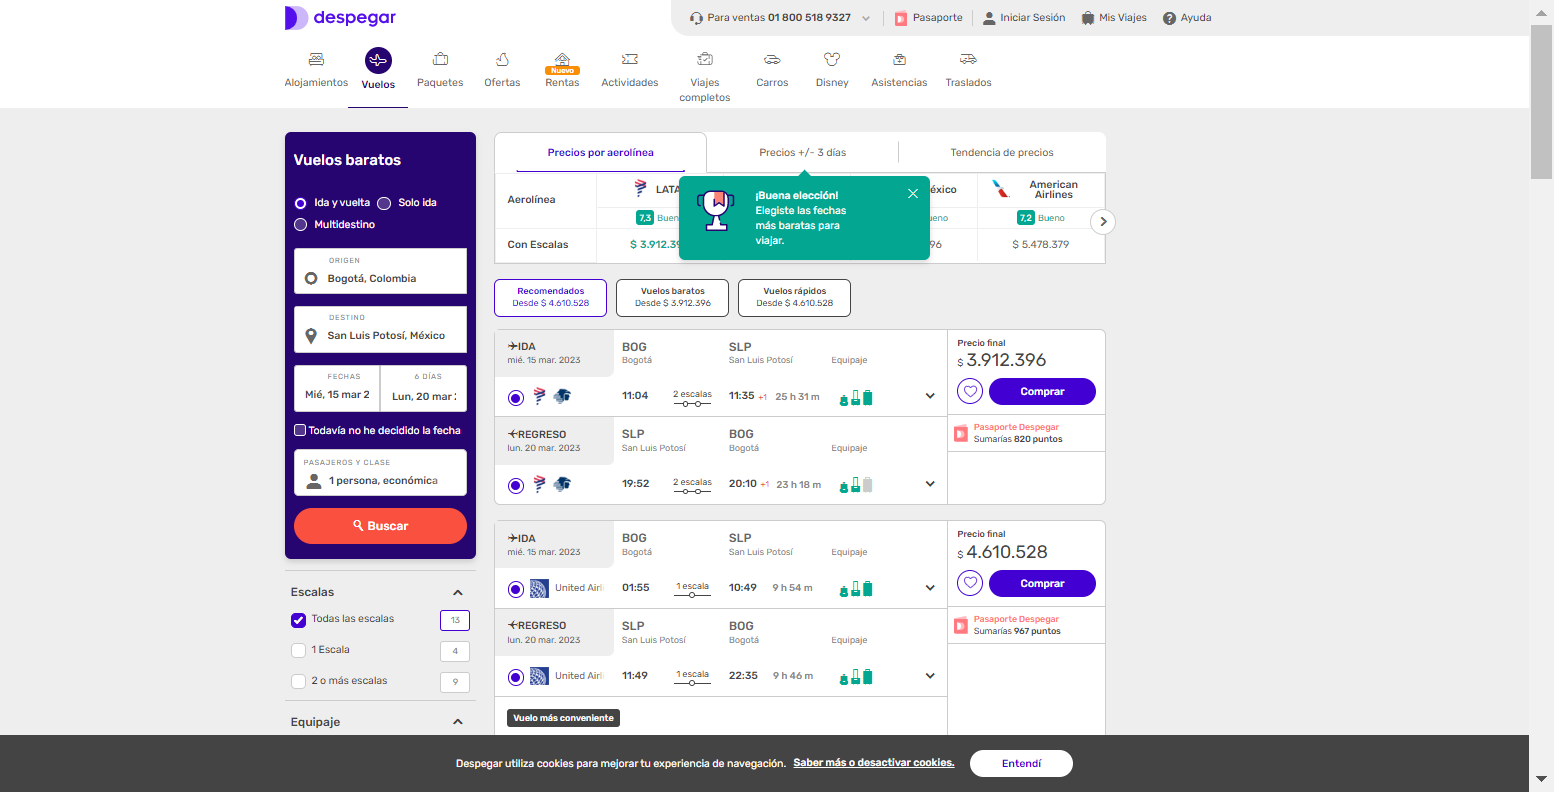 despegar
Para ventas 01 800 518 9327
Pasaporte
Iniciar Sesión
Mis Viajes
Ayuda
Alojamientos
Vuelos
Paquetes
Ofertas
Nuevo
Rentas
Actividades
Viajes
completos
Carros
Disney
Asistencias
Traslados
Vuelos baratos
Ida y vuelta
Solo ida
Multidestino
ORIGEN
Bogotá, Colombia
DESTINO
San Luis Potosí, México
FECHAS
6 DÍAS
Mié, 15 mar 2
Lun, 20 mar
Todavía no he decidido la fecha
PASAJEROS Y CLASE
1 persona, económica
Buscar
Escalas
Todas las escalas
13
1 Escala
4
2 o más escalas
9
Equipaje
Precios por aerolínea
Precios +/- 3 días
Tendencia de precios
Aerolínea
LATA
éxico
American
Airlines
7,3 Buen
ueno
7,2 Bueno
Con Escalas
$ 3.912.39
96
$ 5.478.379
¡Buena elección!
Elegiste las fechas
más baratas para
viajar.
Recomendados
Desde $ 4.610.528
Vuelos baratos
Desde $ 3.912.396
Vuelos rápidos
Desde $ 4.610.528
IDA
mié. 15 mar. 2023
BOG
Bogotá
SLP
San Luis Potosí
Equipaje
11:04
2 escalas
11:35 +1
25 h 31 m
REGRESO
lun. 20 mar. 2023
SLP
San Luis Potosí
BOG
Bogotá
Equipaje
19:52
2 escalas
20:10 +1
23 h 18 m
Precio final
$ 3.912.396
Comprar
Pasaporte Despegar
Sumarías 820 puntos
IDA
mié. 15 mar. 2023
BOG
Bogotá
SLP
San Luis Potosí
Equipaje
United Airl
01:55
1 escala
10:49
9 h 54 m
REGRESO
lun. 20 mar. 2023
SLP
San Luis Potosí
BOG
Bogotá
Equipaje
United Airl
11:49
1 escala
22:35
9 h 46 m
Vuelo más conveniente
Precio final
$ 4.610.528
Comprar
Pasaporte Despegar
Sumarías 967 puntos
Despegar utiliza cookies para mejorar tu experiencia de navegación. Saber más o desactivar cookies.
Entendí